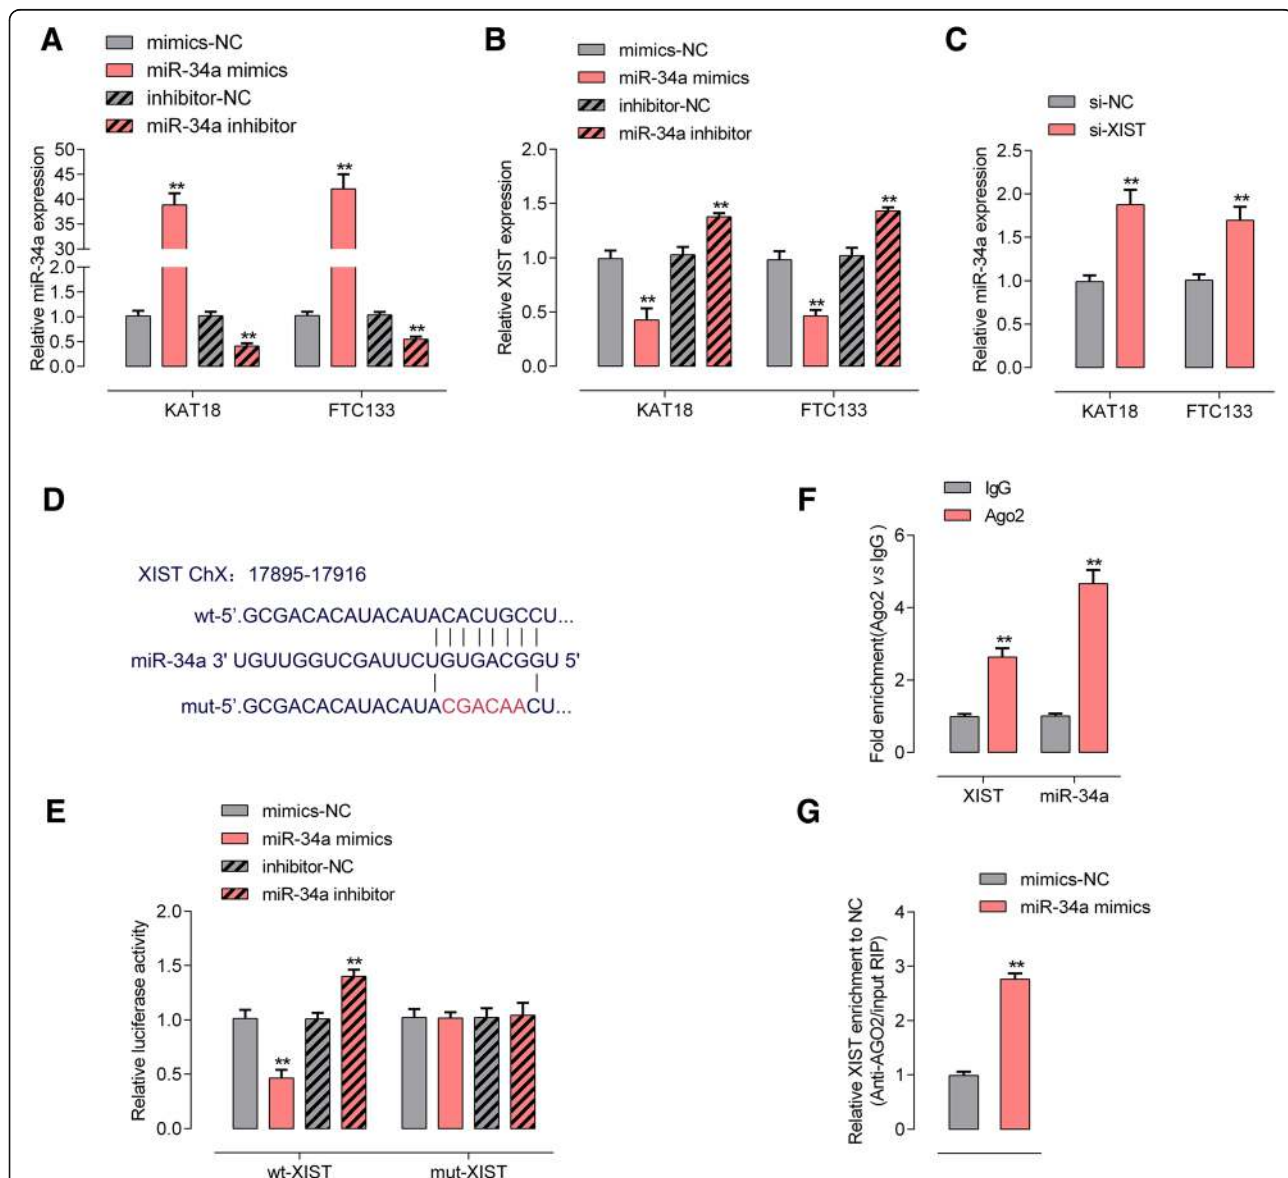 A
mimics-NC
miR-34a mimics
inhibitor-NC
miR-34a inhibitor
Relative miR-34a expression
50
45
40
35
30
2.0
1.5
1.0
0.5
0.0
**
**
**
**
KAT18
FTC133
B
mimics-NC
miR-34a mimics
inhibitor-NC
miR-34a inhibitor
Relative XIST expression
2.0
1.5
1.0
0.5
0.0
**
**
**
**
KAT18
FTC133
C
si-NC
si-XIST
Relative miR-34a expression
2.5
2.0
1.5
1.0
0.5
0.0
**
**
KAT18
FTC133
D
XIST ChX: 17895-17916
wt-5'.GCGACACAUACAUACACUGCCU...
miR-34a 3' UGUUGGUCGAUUCUGUGACGGU 5'
mut-5'.GCGACACAUACAUACGACAACU...
F
IgG
Ago2
Fold enrichment(Ago2 vs IgG )
6
4
2
0
**
**
XIST
miR-34a
E
mimics-NC
miR-34a mimics
inhibitor-NC
miR-34a inhibitor
Relative luciferase activity
2.0
1.5
1.0
0.5
0.0
**
**
wt-XIST
mut-XIST
G
mimics-NC
miR-34a mimics
Relative XIST enrichment to NC
(Anti-AGO2/input RIP)
4
3
2
1
0
**